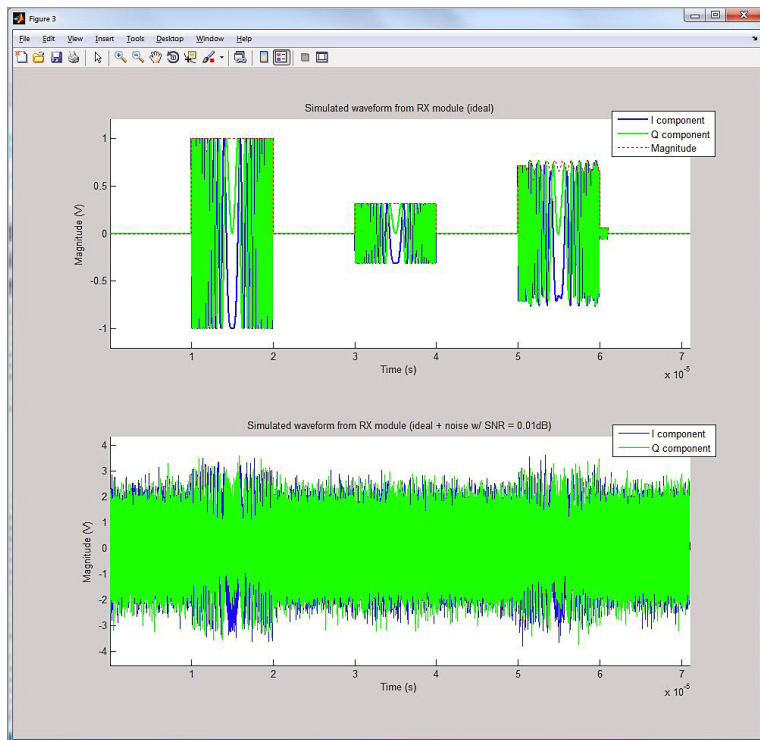 Figure 3
File Edit View Insert Tools Desktop Window Help
Simulated waveform from RX module (ideal)
I component
Q component
Magnitude
Magnitude (V)
1
0.5
0
-0.5
-1
1 2 3 4 5 6 7
Time (s)
x 10-5
Simulated waveform from RX module (ideal + noise w/ SNR = 0.01dB)
I component
Q component
Magnitude (V)
4
3
2
1
0
-1
-2
-3
-4
1 2 3 4 5 6 7
Time (s)
x 10-5